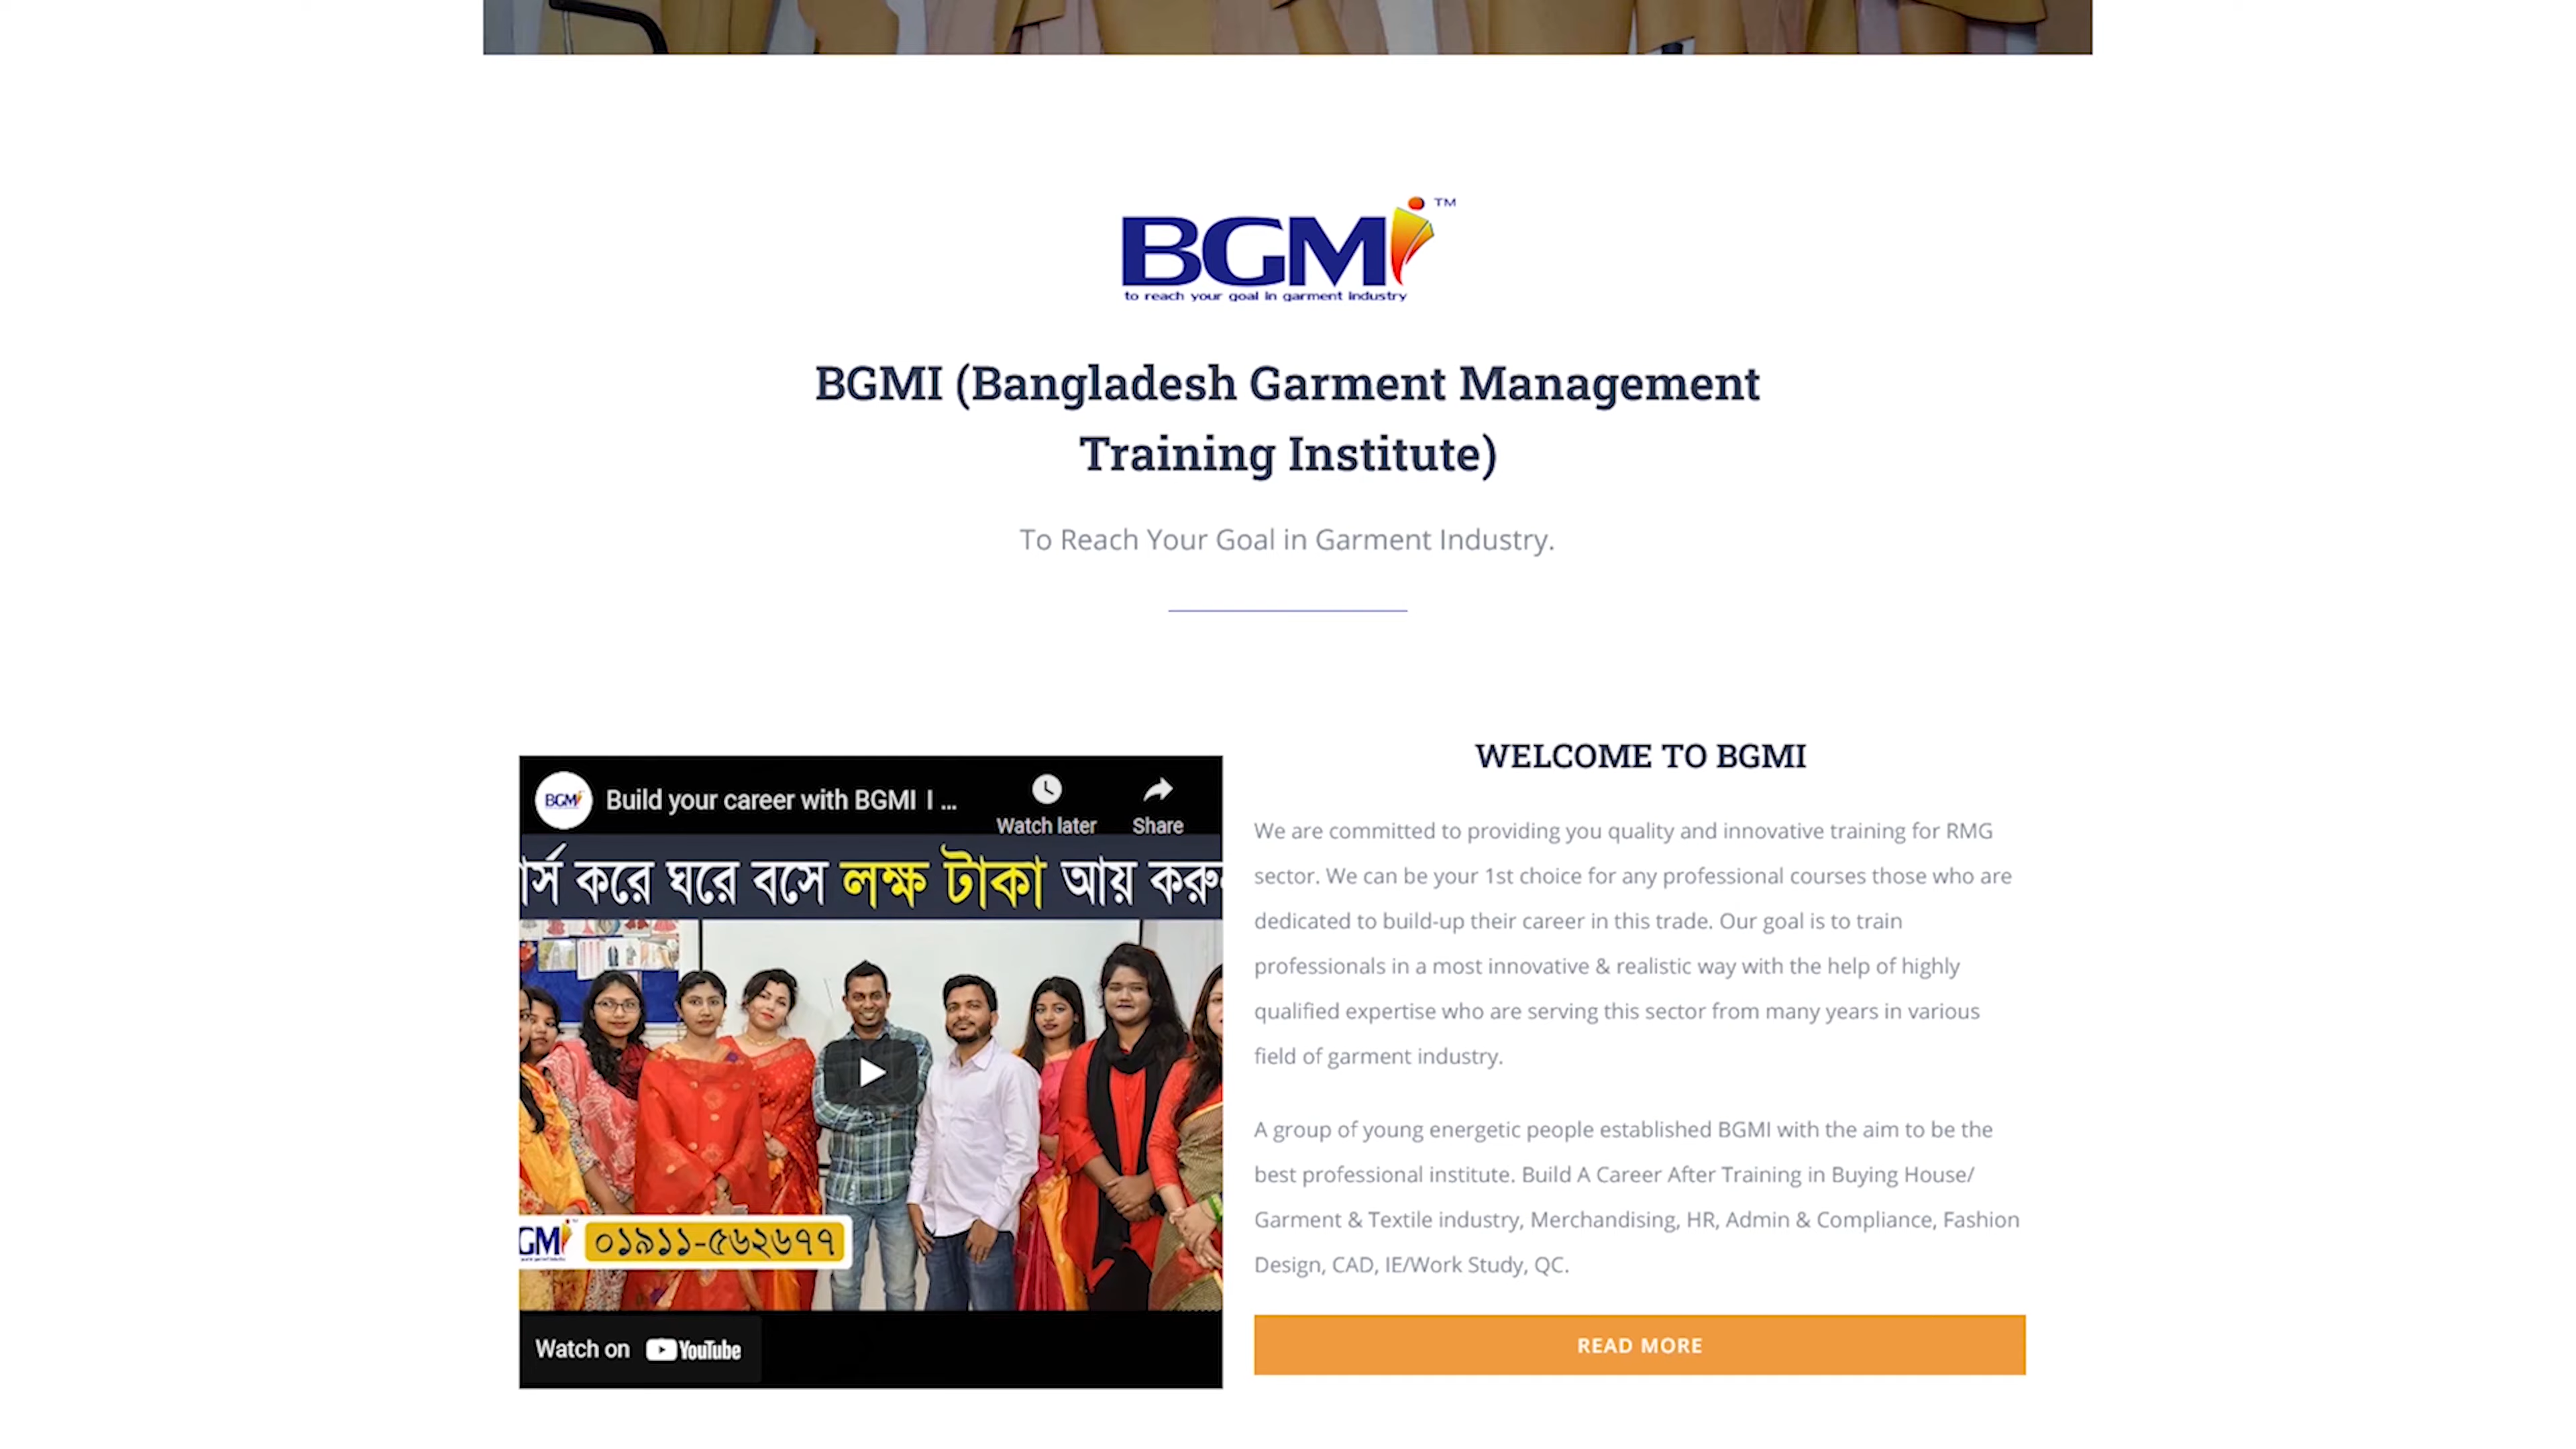 BGMi TM
to reach your goal in garment industry
BGMI (Bangladesh Garment Management
Training Institute)
To Reach Your Goal in Garment Industry.
WELCOME TO BGMI
BGMi
Build your career with BGMI I ...
Watch later
Share
র্স করে ঘরে বসে লক্ষ টাকা আয় করু
GMi
০১৯১১-৫৬২৬৭৭
Watch on YouTube
We are committed to providing you quality and innovative training for RMG
sector. We can be your 1st choice for any professional courses those who are
dedicated to build-up their career in this trade. Our goal is to train
professionals in a most innovative & realistic way with the help of highly
qualified expertise who are serving this sector from many years in various
field of garment industry.
A group of young energetic people established BGMI with the aim to be the
best professional institute. Build A Career After Training in Buying House/
Garment & Textile industry, Merchandising, HR, Admin & Compliance, Fashion
Design, CAD, IE/Work Study, QC.
READ MORE